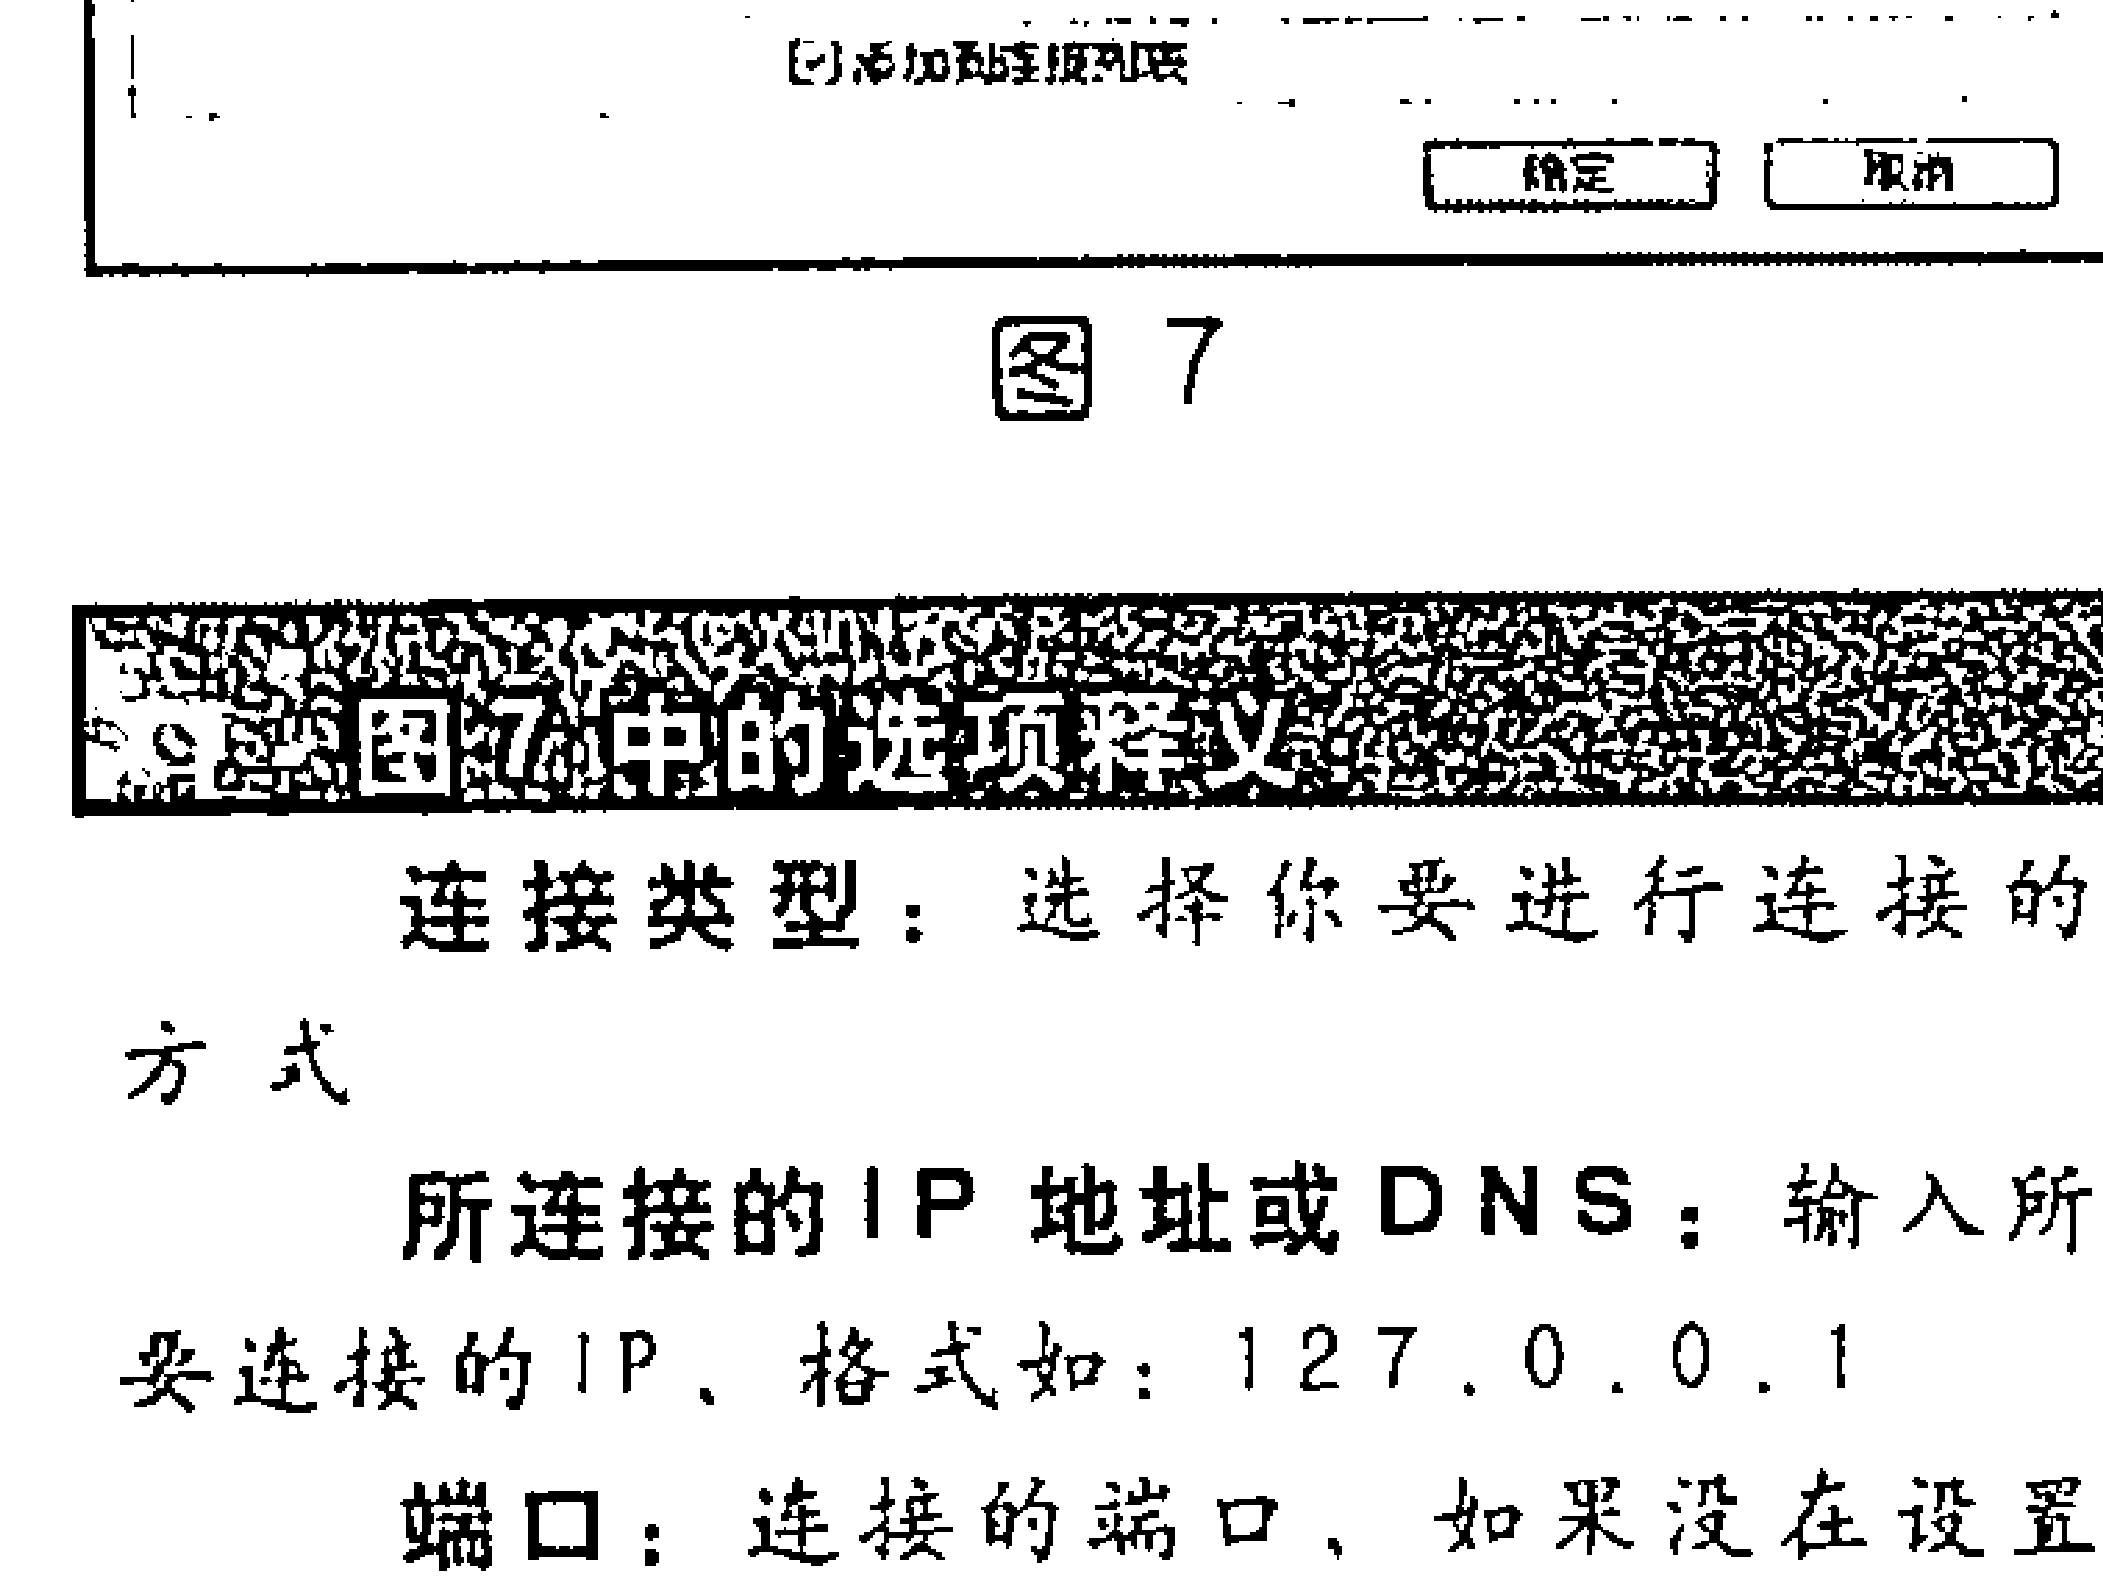 添加到连接列表
确定 取消
图 7
图7中的选项释义
连接类型：选择你要进行连接的
方式
所连接的IP地址或DNS：输入所
要连接的IP、格式如：127.0.0.1
端口：连接的端口、如果没在设置